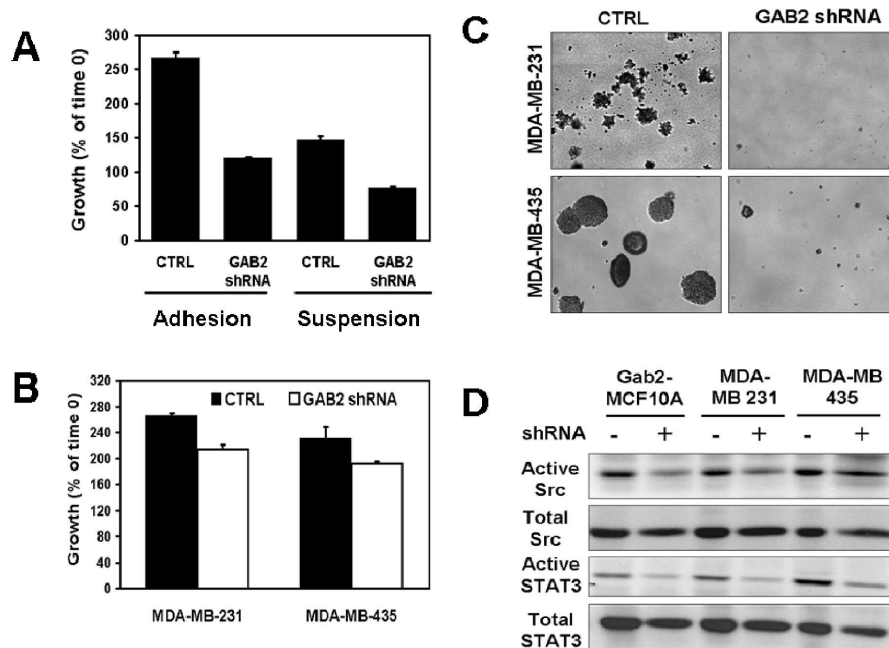 A
Growth (% of time 0)
300
250
200
150
100
50
0
CTRL
GAB2
shRNA
CTRL
GAB2
shRNA
Adhesion
Suspension
B
Growth (% of time 0)
320
280
240
200
160
120
80
40
0
CTRL
GAB2 shRNA
MDA-MB-231
MDA-MB-435
C
CTRL
GAB2 shRNA
MDA-MB-231
MDA-MB-435
D
Gab2-
MCF10A
MDA-
MB 231
MDA-MB
435
shRNA - + - + - +
Active
Src
Total
Src
Active
STAT3
Total
STAT3